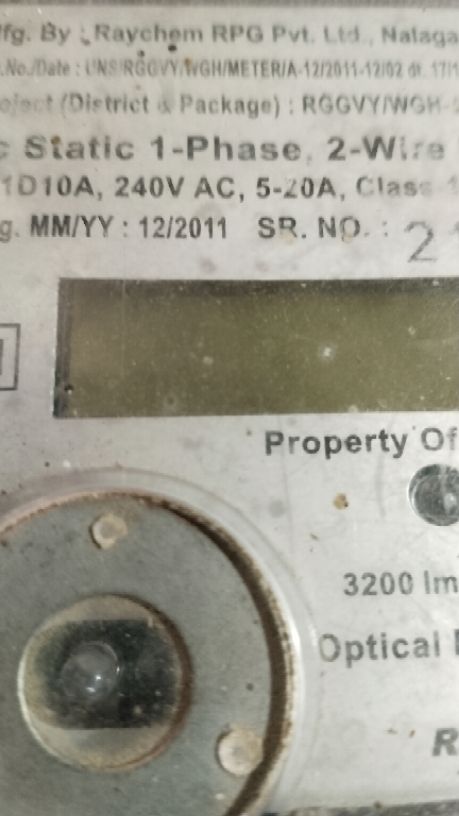 fg. By : Raychem RPG Pvt. Ltd., Nalaga
.No./Date : UNS/RGGVY/WGH/METER/A-12/2011-12/02 dt. 17/1
oject (District & Package) : RGGVY/WGH-
c Static 1-Phase, 2-Wire
1D10A, 240V AC, 5-20A, Class 1
g. MM/YY : 12/2011 SR. NO. : 2
Property Of
3200 Im
Optical
R